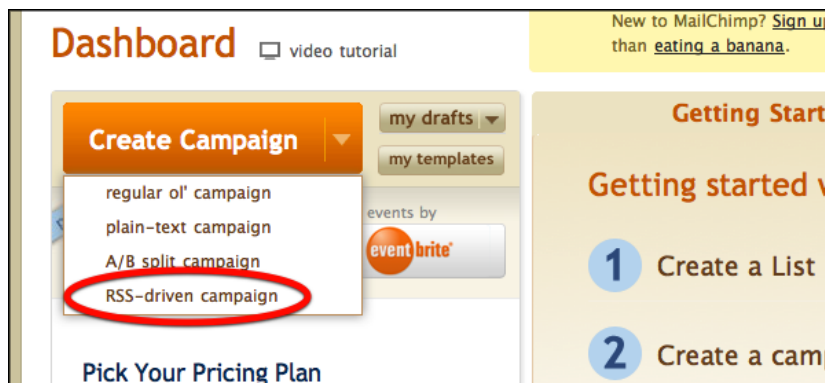 Dashboard video tutorial
New to MailChimp? Sign u
than eating a banana.
Create Campaign
my drafts
my templates
regular ol' campaign
plain-text campaign
A/B split campaign
RSS-driven campaign
events by
eventbrite
Pick Your Pricing Plan
Getting Start
Getting started
1 Create a List
2 Create a cam